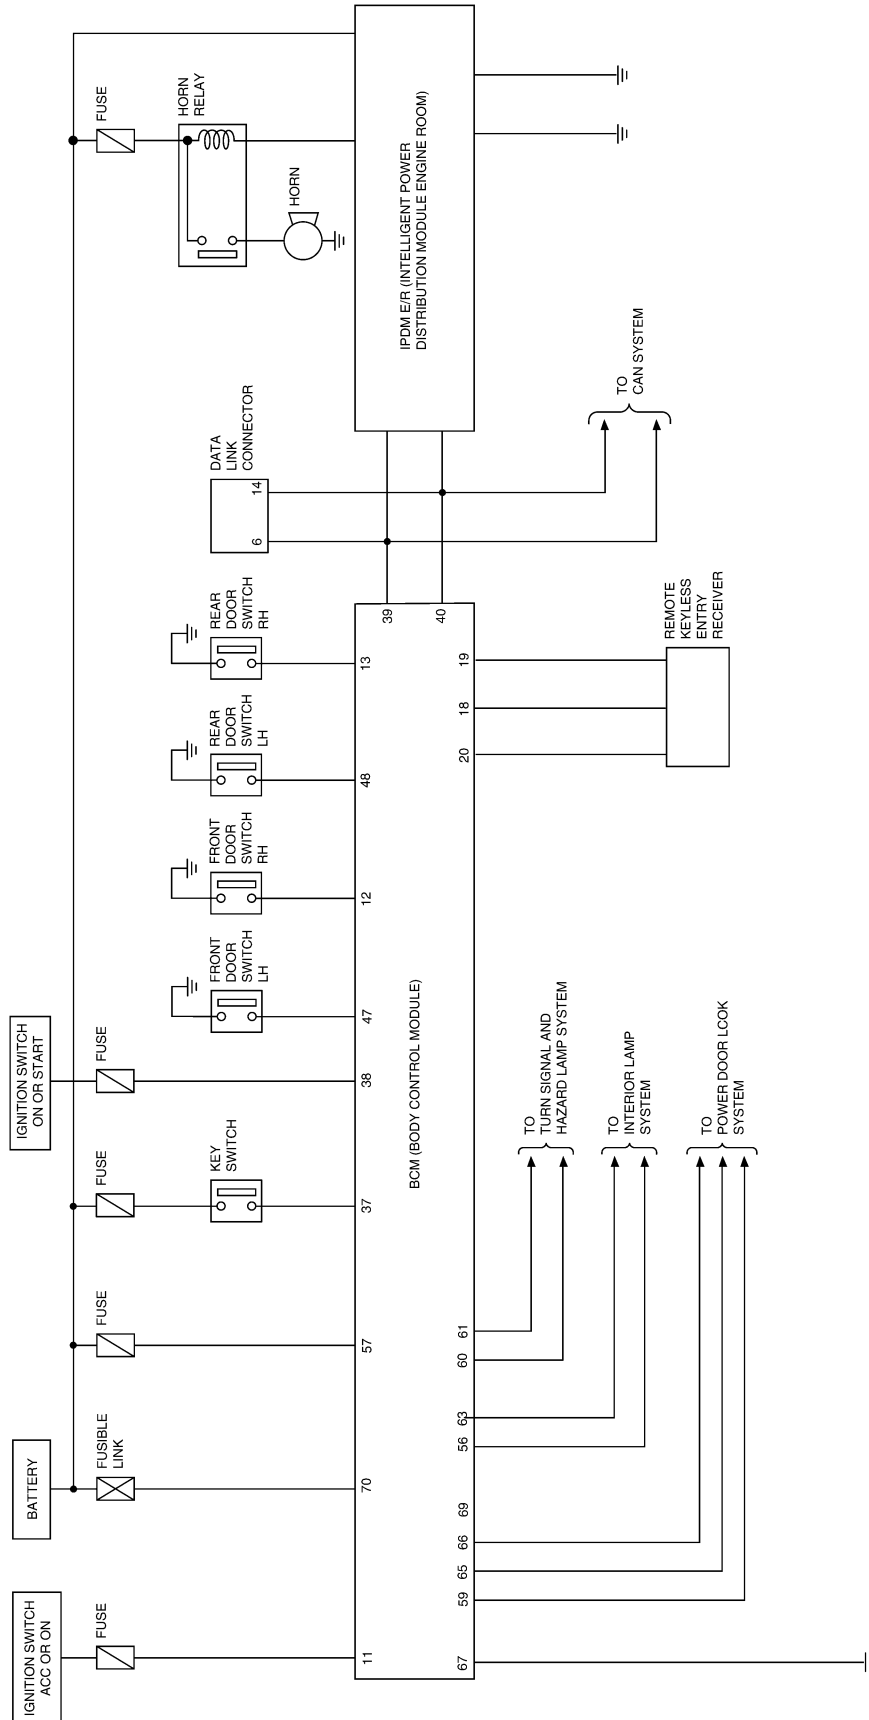 IGNITION SWITCH
ACC OR ON
BATTERY
IGNITION SWITCH
ON OR START
FUSE
FUSIBLE
LINK
FUSE
FUSE
FUSE
FUSE
HORN
RELAY
HORN
KEY
SWITCH
FRONT
DOOR
SWITCH
LH
FRONT
DOOR
SWITCH
RH
REAR
DOOR
SWITCH
LH
REAR
DOOR
SWITCH
RH
DATA
LINK
CONNECTOR
6
14
11
70
57
37
38
47
12
48
13
39
40
BCM (BODY CONTROL MODULE)
IPDM E/R (INTELLIGENT POWER
DISTRIBUTION MODULE ENGINE ROOM)
67
59
65
66
69
56
63
60
61
20
18
19
TO
TURN SIGNAL AND
HAZARD LAMP SYSTEM
TO
INTERIOR LAMP
SYSTEM
TO
POWER DOOR LCOK
SYSTEM
REMOTE
KEYLESS
ENTRY
RECEIVER
TO
CAN SYSTEM